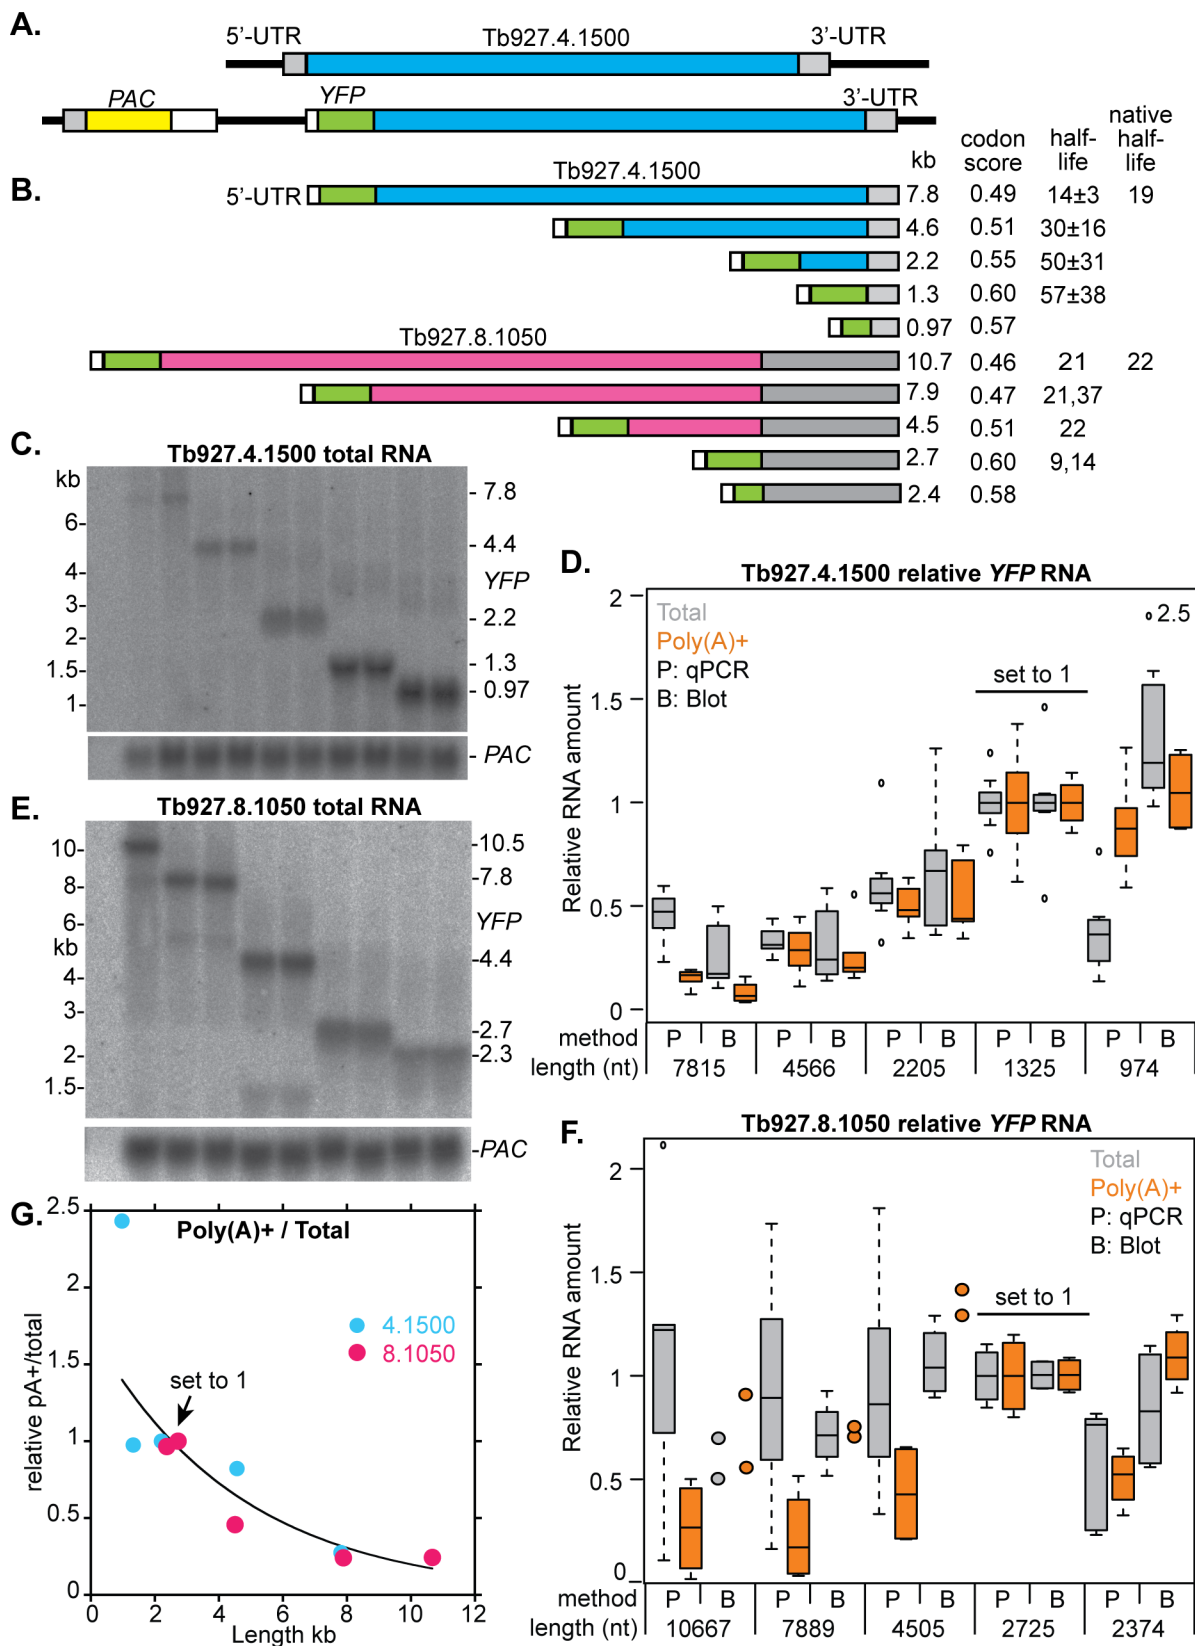 A.
5'-UTR
Tb927.4.1500
3'-UTR
PAC
YFP
3'-UTR
kb
codon score
half-life
native half-life
B.
5'-UTR
Tb927.4.1500
7.8 0.49 14±3 19
4.6 0.51 30±16
2.2 0.55 50±31
1.3 0.60 57±38
0.97 0.57
Tb927.8.1050
10.7 0.46 21 22
7.9 0.47 21,37
4.5 0.51 22
2.7 0.60 9,14
2.4 0.58
C.
Tb927.4.1500 total RNA
kb
6-
4-
3-
2-
1.5-
1-
-7.8
-4.4
YFP
-2.2
-1.3
-0.97
-PAC
D.
Tb927.4.1500 relative YFP RNA
Total
Poly(A)+
P: qPCR
B: Blot
set to 1
2.5
Relative RNA amount
2
1.5
1
0.5
0
method P B P B P B P B P B
length (nt) 7815 4566 2205 1325 974
E.
Tb927.8.1050 total RNA
10-
8-
6-
kb
4-
3-
2-
1.5-
-10.5
-7.8
YFP
-4.4
-2.7
-2.3
-PAC
F.
Tb927.8.1050 relative YFP RNA
Total
Poly(A)+
P: qPCR
B: Blot
set to 1
Relative RNA amount
2
1.5
1
0.5
0
method P B P B P B P B P B
length (nt) 10667 7889 4505 2725 2374
G.
Poly(A)+ / Total
4.1500
8.1050
set to 1
relative pA+/total
2.5
2
1.5
1
0.5
0
0 2 4 6 8 10 12
Length kb